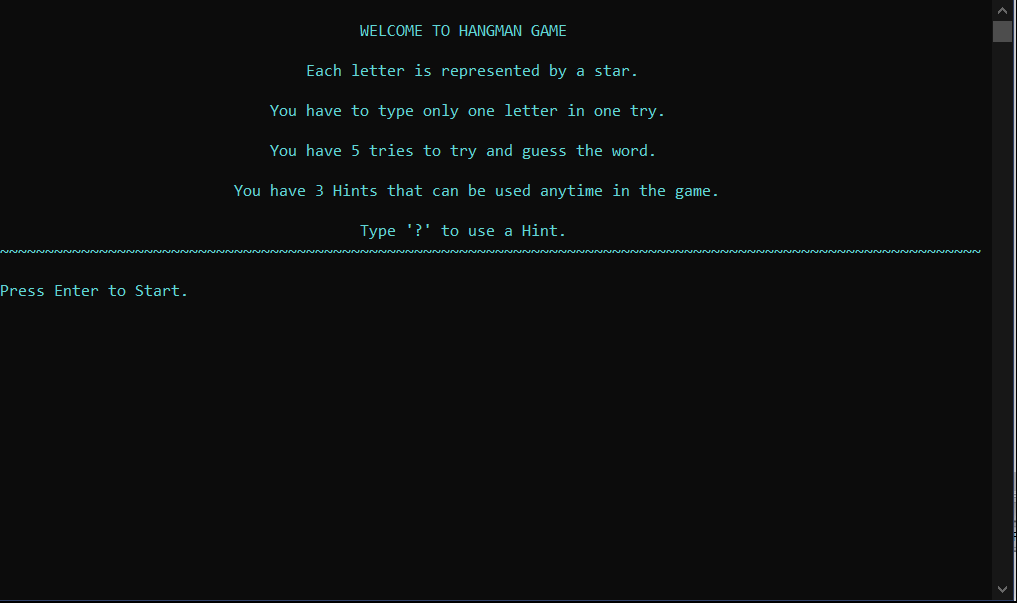 WELCOME TO HANGMAN GAME
Each letter is represented by a star.
You have to type only one letter in one try.
You have 5 tries to try and guess the word.
You have 3 Hints that can be used anytime in the game.
Type '?' to use a Hint.
~~~~~~~~~~~~~~~~~~~~~~~~~~~~~~~~~~~~~~~~~~~~~~~~~~~~~~~~~~~~~~~~~~~~~~~~~~~~~~~~~~~~~~~~~~~~~~~~~~~~~~~~~~~~~
Press Enter to Start.